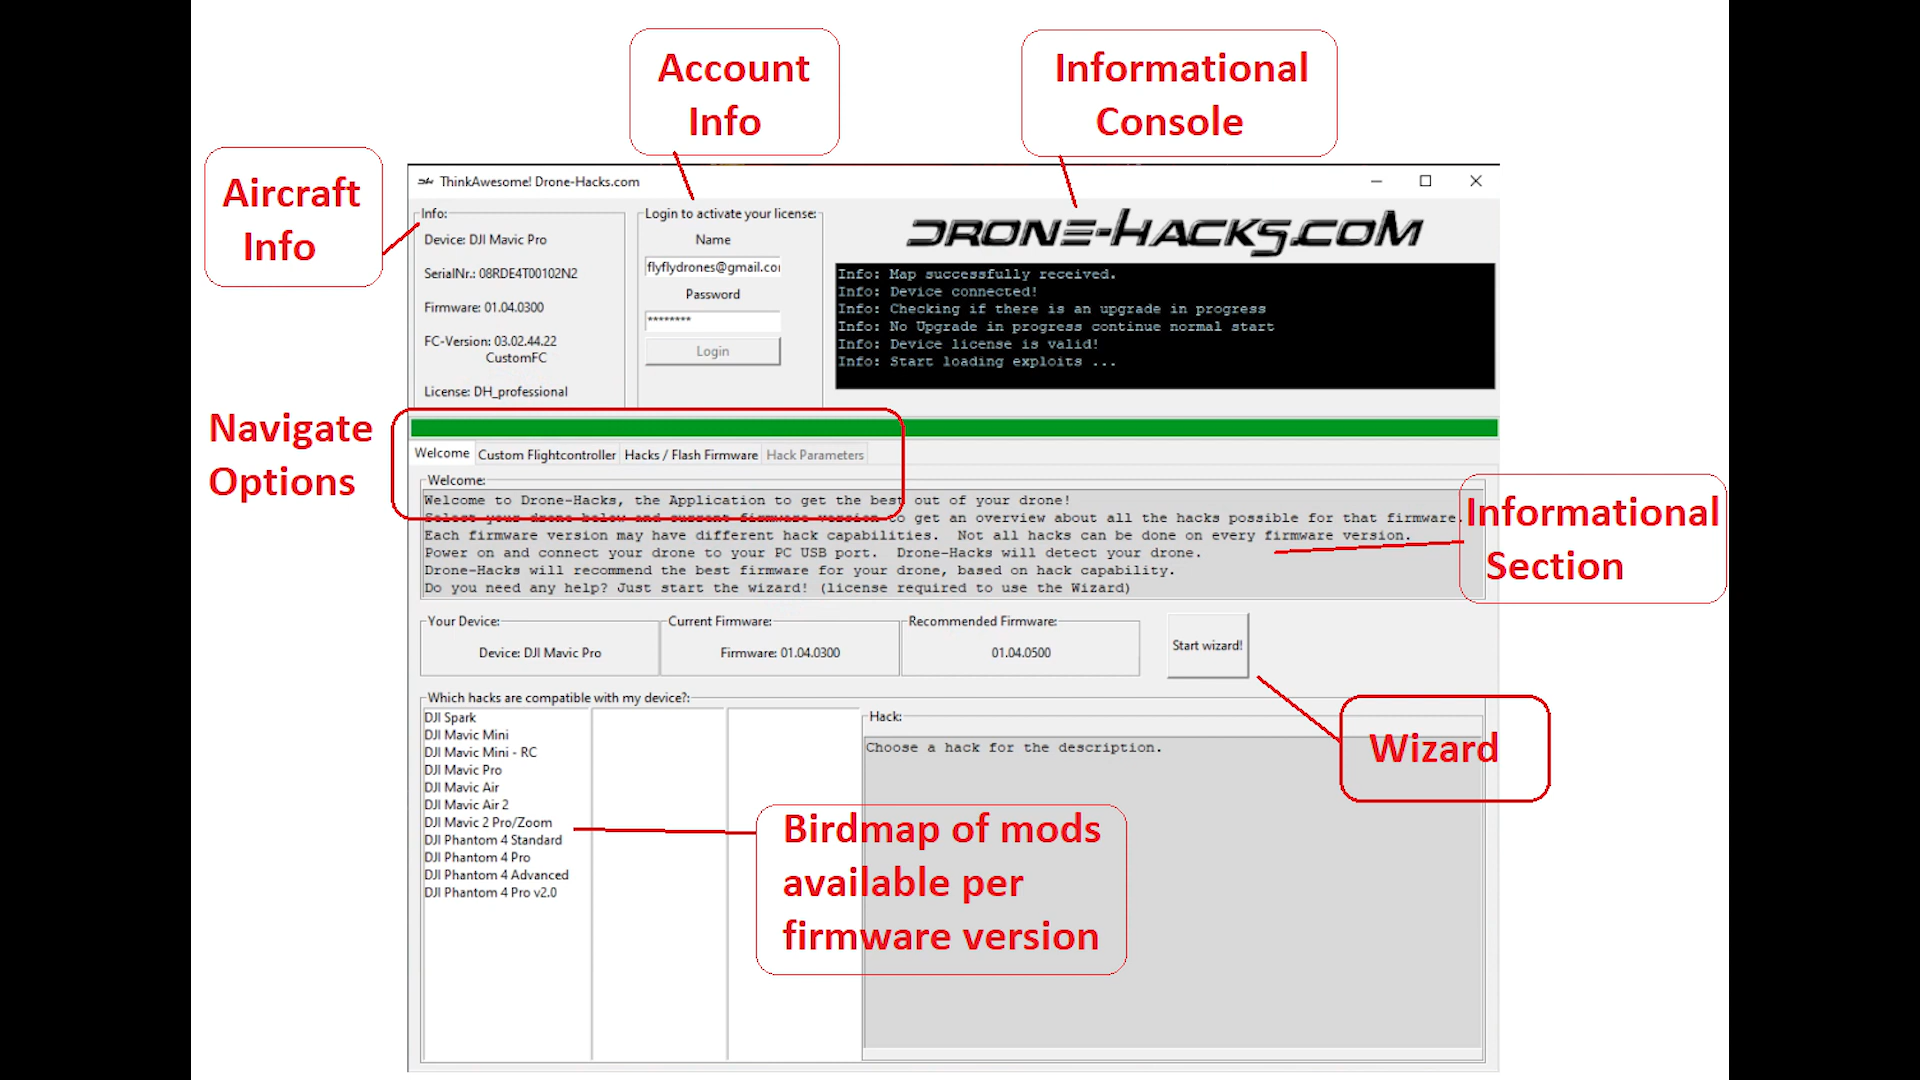 Account
Info
Informational
Console
Aircraft
Info
ThinkAwesome! Drone-Hacks.com
Info:
Device: DJI Mavic Pro
SerialNr.: 08RDE4T00102N2
Firmware: 01.04.0300
FC-Version: 03.02.44.22
CustomFC
License: DH_professional
Login to activate your license:
Name
flyflydrones@gmail.co
Password
********
Login
DRONE-HACKS.COM
Info: Map successfully received.
Info: Device connected!
Info: Checking if there is an upgrade in progress
Info: No Upgrade in progress continue normal start
Info: Device license is valid!
Info: Start loading exploits ...
Navigate
Options
Welcome Custom Flightcontroller Hacks / Flash Firmware Hack Parameters
Welcome:
Welcome to Drone-Hacks, the Application to get the best out of your drone!
Select your drone below and current firmware version to get an overview about all the hacks possible for that firmware.
Each firmware version may have different hack capabilities. Not all hacks can be done on every firmware version.
Power on and connect your drone to your PC USB port. Drone-Hacks will detect your drone.
Drone-Hacks will recommend the best firmware for your drone, based on hack capability.
Do you need any help? Just start the wizard! (license required to use the Wizard)
Informational
Section
Your Device:
Device: DJI Mavic Pro
Current Firmware:
Firmware: 01.04.0300
Recommended Firmware:
01.04.0500
Start wizard!
Wizard
Which hacks are compatible with my device?:
DJI Spark
DJI Mavic Mini
DJI Mavic Mini - RC
DJI Mavic Pro
DJI Mavic Air
DJI Mavic Air 2
DJI Mavic 2 Pro/Zoom
DJI Phantom 4 Standard
DJI Phantom 4 Pro
DJI Phantom 4 Advanced
DJI Phantom 4 Pro v2.0
Hack:
Choose a hack for the description.
Birdmap of mods
available per
firmware version